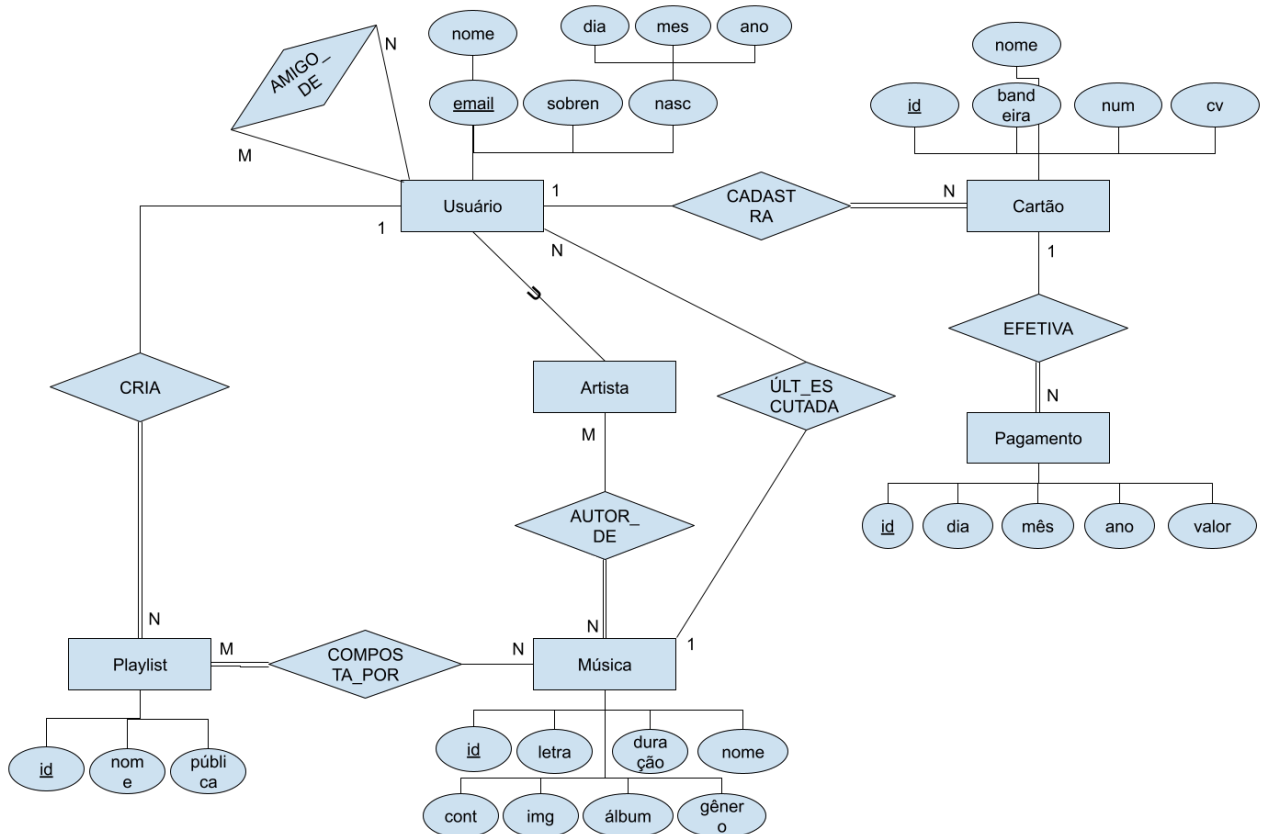 dia
mes
ano
nome
N
AMIGO_
DE
nome
email
sobren
nasc
id
band
eira
num
cv
M
1
N
CADAST
RA
Usuário
Cartão
1
N
1
U
EFETIVA
CRIA
Artista
ÚLT_ES
CUTADA
N
M
Pagamento
AUTOR_
DE
id
dia
mês
ano
valor
N
N
M
COMPOS
TA_POR
N
1
Playlist
Música
id
nom
e
públi
ca
id
letra
dura
ção
nome
cont
img
álbum
gêner
o